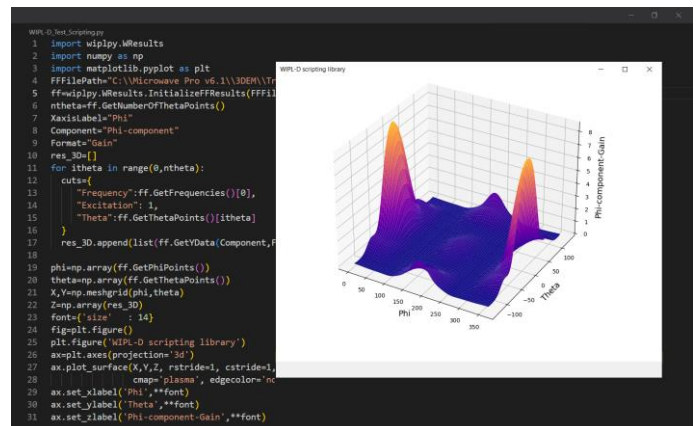 WIPL-D_Test_Scripting.py
1 import wiplpy.WResults
2 import numpy as np
3 import matplotlib.pyplot as plt
4 FFFilePath="C:\\Microwave Pro v6.1\\3DEM\\Tr
5 ff=wiplpy.WResults.InitializeFFResults(FFFil
6 ntheta=ff.GetNumberOfThetaPoints()
7 XaxisLabel="Phi"
8 Component="Phi-component"
9 Format="Gain"
10 res_3D=[]
11 for itheta in range(0,ntheta):
12 cuts={
13 "Frequency":ff.GetFrequencies()[0],
14 "Excitation": 1,
15 "Theta":ff.GetThetaPoints()[itheta]
16 }
17 res_3D.append(list(ff.GetYData(Component,F
18
19 phi=np.array(ff.GetPhiPoints())
20 theta=np.array(ff.GetThetaPoints())
21 X,Y=np.meshgrid(phi,theta)
22 Z=np.array(res_3D)
23 font={'size' : 14}
24 fig=plt.figure()
25 plt.figure('WIPL-D scripting library')
26 ax=plt.axes(projection='3d')
27 ax.plot_surface(X,Y,Z, rstride=1, cstride=1,
28 cmap='plasma', edgecolor='no
29 ax.set_xlabel('Phi',**font)
30 ax.set_ylabel('Theta',**font)
31 ax.set_zlabel('Phi-component-Gain',**font)
WIPL-D scripting library
8
7
6
5
4
3
2
1
0
Phi-component-Gain
100
50
0
-50
-100
Theta
0 50 100 150 200 250 300 350
Phi